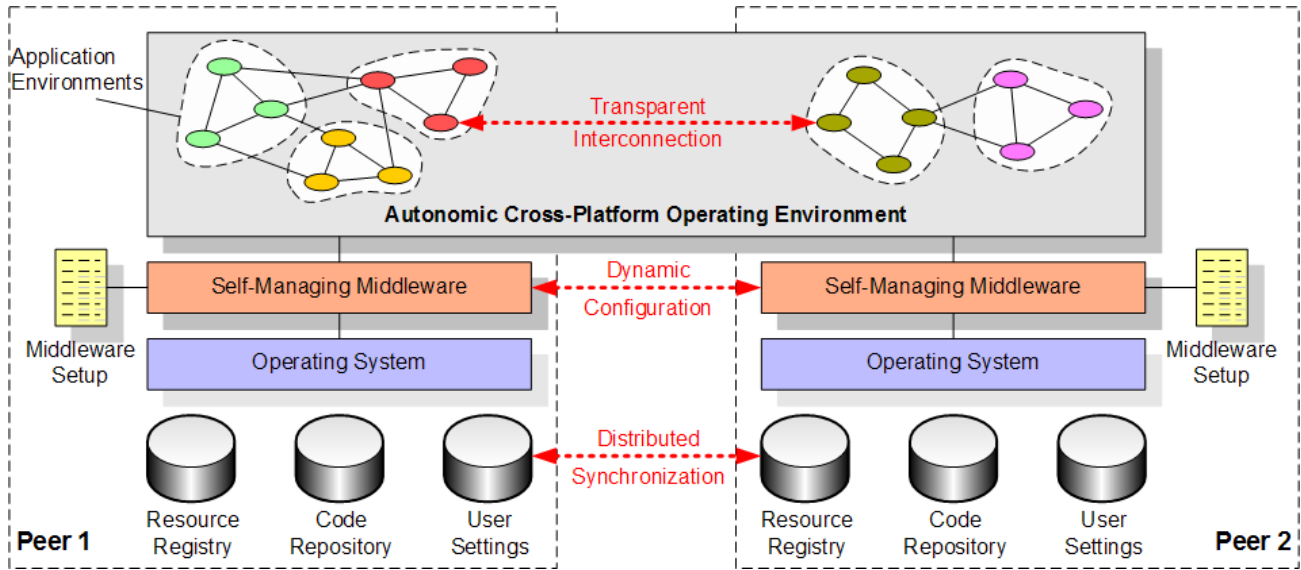 Application
Environments
Transparent
Interconnection
Autonomic Cross-Platform Operating Environment
Self-Managing Middleware
Dynamic
Configuration
Self-Managing Middleware
Middleware
Setup
Operating System
Operating System
Middleware
Setup
Distributed
Synchronization
Peer 1
Resource
Registry
Code
Repository
User
Settings
Resource
Registry
Code
Repository
User
Settings
Peer 2